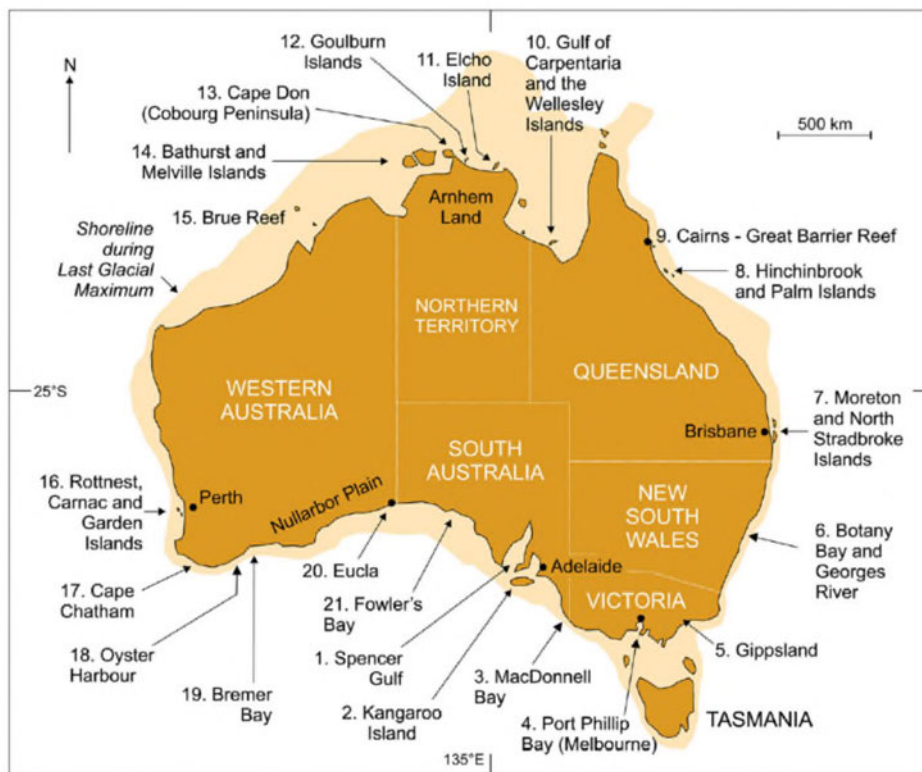 12. Goulburn
Islands
11. Elcho
Island
10. Gulf of
Carpentaria
and the
Wellesley
Islands
N
13. Cape Don
(Cobourg Peninsula)
500 km
14. Bathurst and
Melville Islands
Arnhem
Land
15. Brue Reef
Shoreline
during
Last Glacial
Maximum
9. Cairns - Great Barrier Reef
8. Hinchinbrook
and Palm Islands
NORTHERN
TERRITORY
QUEENSLAND
WESTERN
AUSTRALIA
25°S
7. Moreton
and North
Stradbroke
Islands
Brisbane
SOUTH
AUSTRALIA
16. Rottnest,
Carnac and
Garden
Islands
Perth
Nullarbor Plain
NEW
SOUTH
WALES
6. Botany
Bay and
Georges
River
20. Eucla
Adelaide
17. Cape
Chatham
21. Fowler's
Bay
VICTORIA
18. Oyster
Harbour
1. Spencer
Gulf
5. Gippsland
19. Bremer
Bay
3. MacDonnell
Bay
2. Kangaroo
Island
4. Port Phillip
Bay (Melbourne)
TASMANIA
135°E